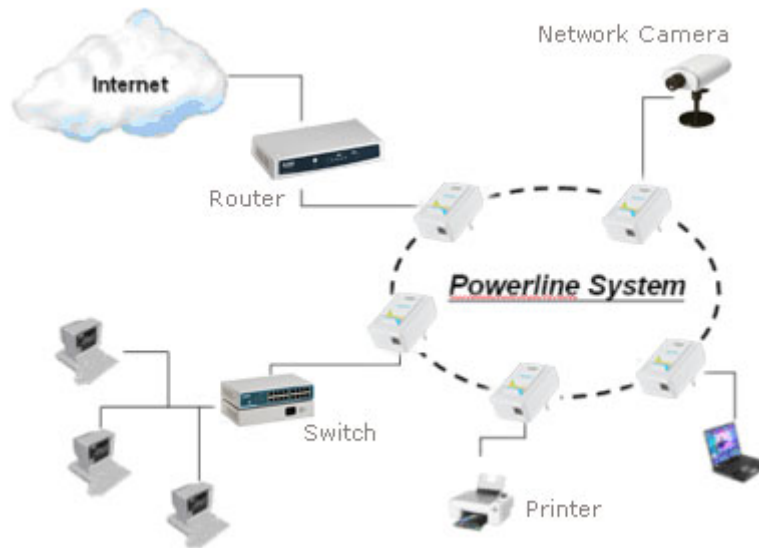 Network Camera
Internet
Router
Powerline System
Switch
Printer